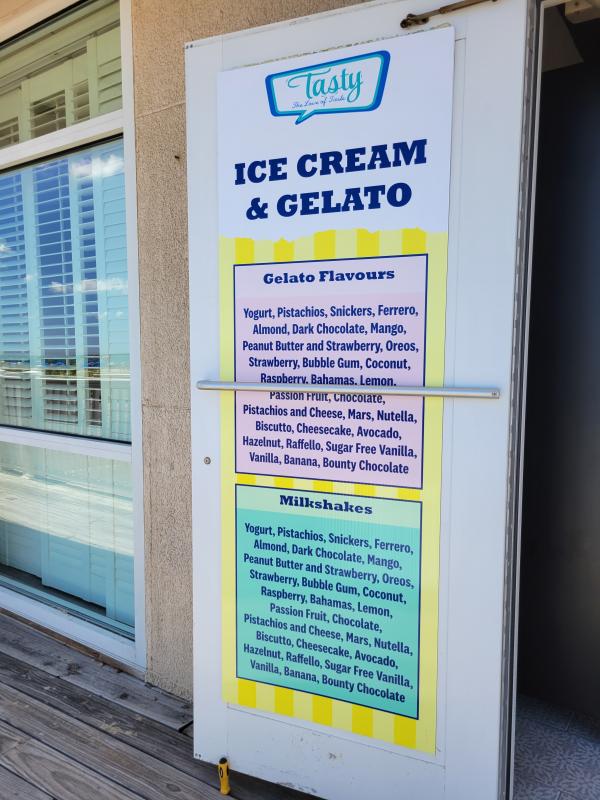 Tasty
The Love of Taste
ICE CREAM
& GELATO
Gelato Flavours
Yogurt, Pistachios, Snickers, Ferrero,
Almond, Dark Chocolate, Mango,
Peanut Butter and Strawberry, Oreos,
Strawberry, Bubble Gum, Coconut,
Raspberry, Bahamas, Lemon,
Passion Fruit, Chocolate,
Pistachios and Cheese, Mars, Nutella,
Biscutto, Cheesecake, Avocado,
Hazelnut, Raffello, Sugar Free Vanilla,
Vanilla, Banana, Bounty Chocolate
Milkshakes
Yogurt, Pistachios, Snickers, Ferrero,
Almond, Dark Chocolate, Mango,
Peanut Butter and Strawberry, Oreos,
Strawberry, Bubble Gum, Coconut,
Raspberry, Bahamas, Lemon,
Passion Fruit, Chocolate,
Pistachios and Cheese, Mars, Nutella,
Biscutto, Cheesecake, Avocado,
Hazelnut, Raffello, Sugar Free Vanilla,
Vanilla, Banana, Bounty Chocolate